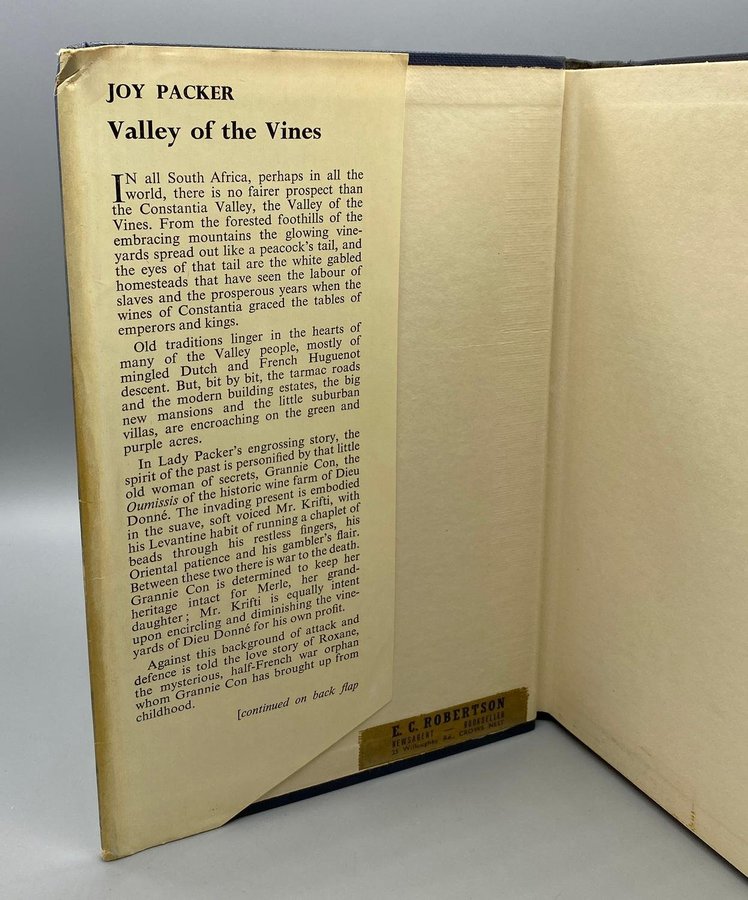 JOY PACKER
Valley of the Vines
IN all South Africa, perhaps in all the
world, there is no fairer prospect than
the Constantia Valley, the Valley of the
Vines. From the forested foothills of the
embracing mountains the glowing vine-
yards spread out like a peacock's tail, and
the eyes of that tail are the white gabled
homesteads that have seen the labour of
slaves and the prosperous years when the
wines of Constantia graced the tables of
emperors and kings.
Old traditions linger in the hearts of
many of the Valley people, mostly of
mingled Dutch and French Huguenot
descent. But, bit by bit, the tarmac roads
and the modern building estates, the big
new mansions and the little suburban
villas, are encroaching on the green and
purple acres.
In Lady Packer's engrossing story, the
spirit of the past is personified by that little
old woman of secrets, Grannie Con, the
Oumissis of the historic wine farm of Dieu
Donné. The invading present is embodied
in the suave, soft voiced Mr. Krifti, with
his Levantine habit of running a chaplet of
beads through his restless fingers, his
Oriental patience and his gambler's flair.
Between these two there is war to the death.
Grannie Con is determined to keep her
heritage intact for Merle, her grand-
daughter; Mr. Krifti is equally intent
upon encircling and diminishing the vine-
yards of Dieu Donné for his own profit.
Against this background of attack and
defence is told the love story of Roxane,
the mysterious, half-French war orphan
whom Grannie Con has brought up from
childhood.
[continued on back flap
E. C. ROBERTSON
NEWSAGENT — BOOKSELLER
25 Willoughby Rd., CROWS NEST